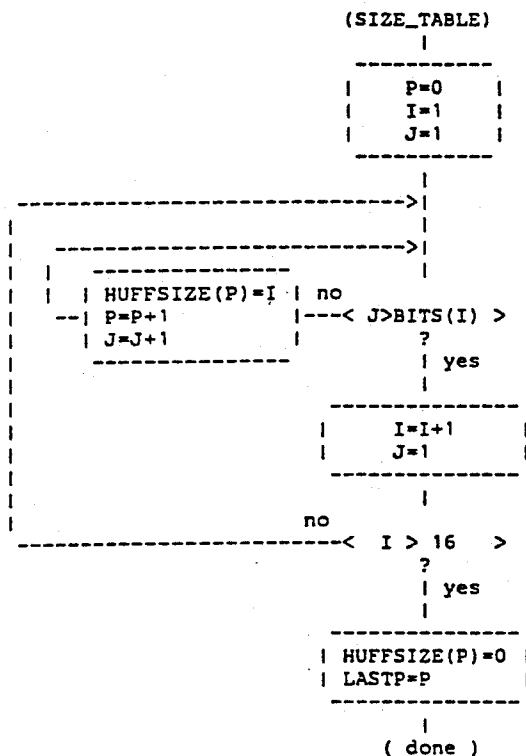 (SIZE_TABLE)
P=0
I=1
J=1
HUFFSIZE(P)=I no < J>BITS(I) >
P=P+1
J=J+1 ?
yes
I=I+1
J=1
no
< I > 16 >
?
yes
HUFFSIZE(P)=0
LASTP=P
( done )